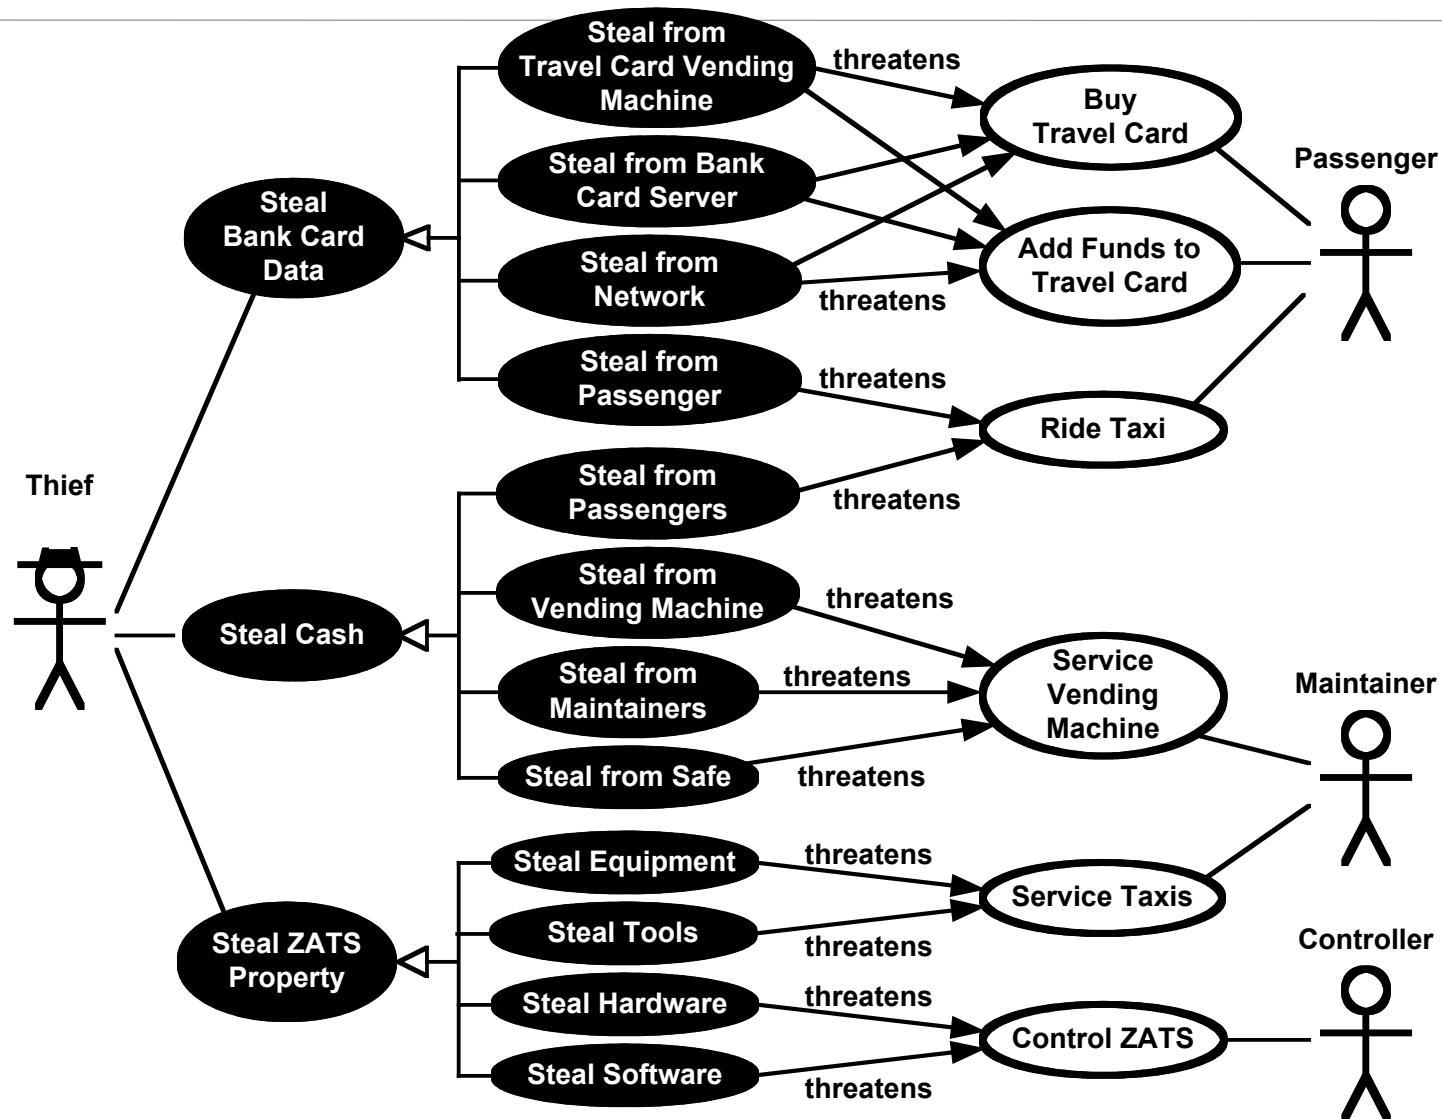 Steal from
Travel Card Vending
Machine
threatens
Buy
Travel Card
Steal from Bank
Card Server
Passenger
Steal
Bank Card
Data
Steal from
Network
threatens
Add Funds to
Travel Card
Steal from
Passenger
threatens
Ride Taxi
Thief
Steal from
Passengers
threatens
Steal from
Vending Machine
threatens
Steal Cash
Steal from
Maintainers
threatens
Service
Vending
Machine
Maintainer
Steal from Safe
threatens
Steal Equipment
threatens
Service Taxis
Steal Tools
threatens
Steal ZATS
Property
Controller
Steal Hardware
threatens
Control ZATS
Steal Software
threatens